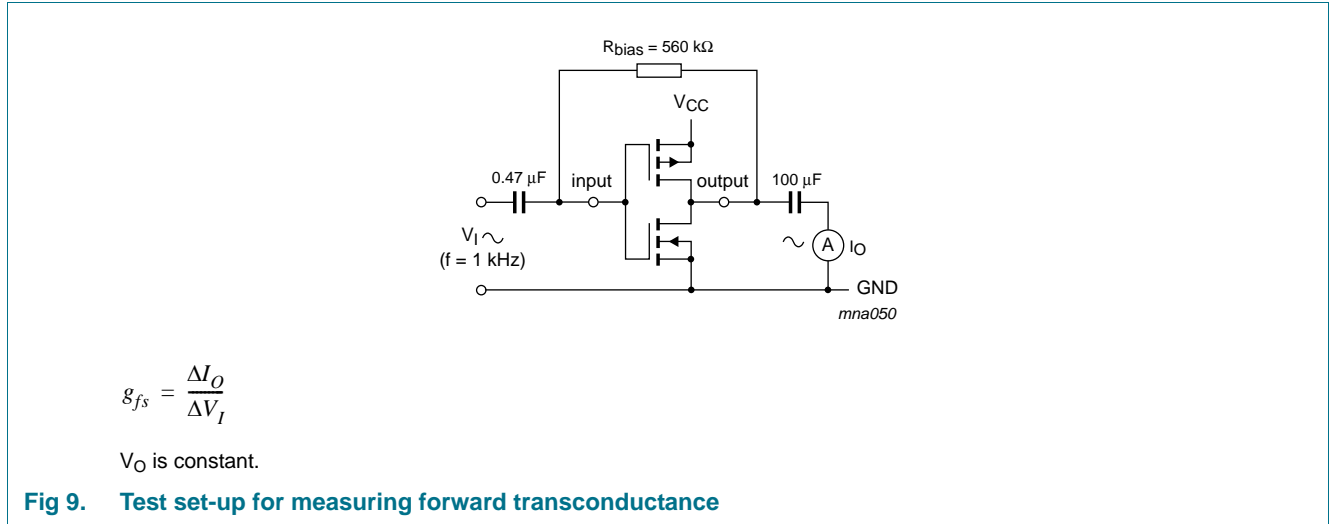 Rbias = 560 kΩ
VCC
0.47 μF
input
output
100 μF
VI
(f = 1 kHz)
A
IO
GND
mna050
gfs = ΔIO / ΔVI
VO is constant.
Fig 9. Test set-up for measuring forward transconductance